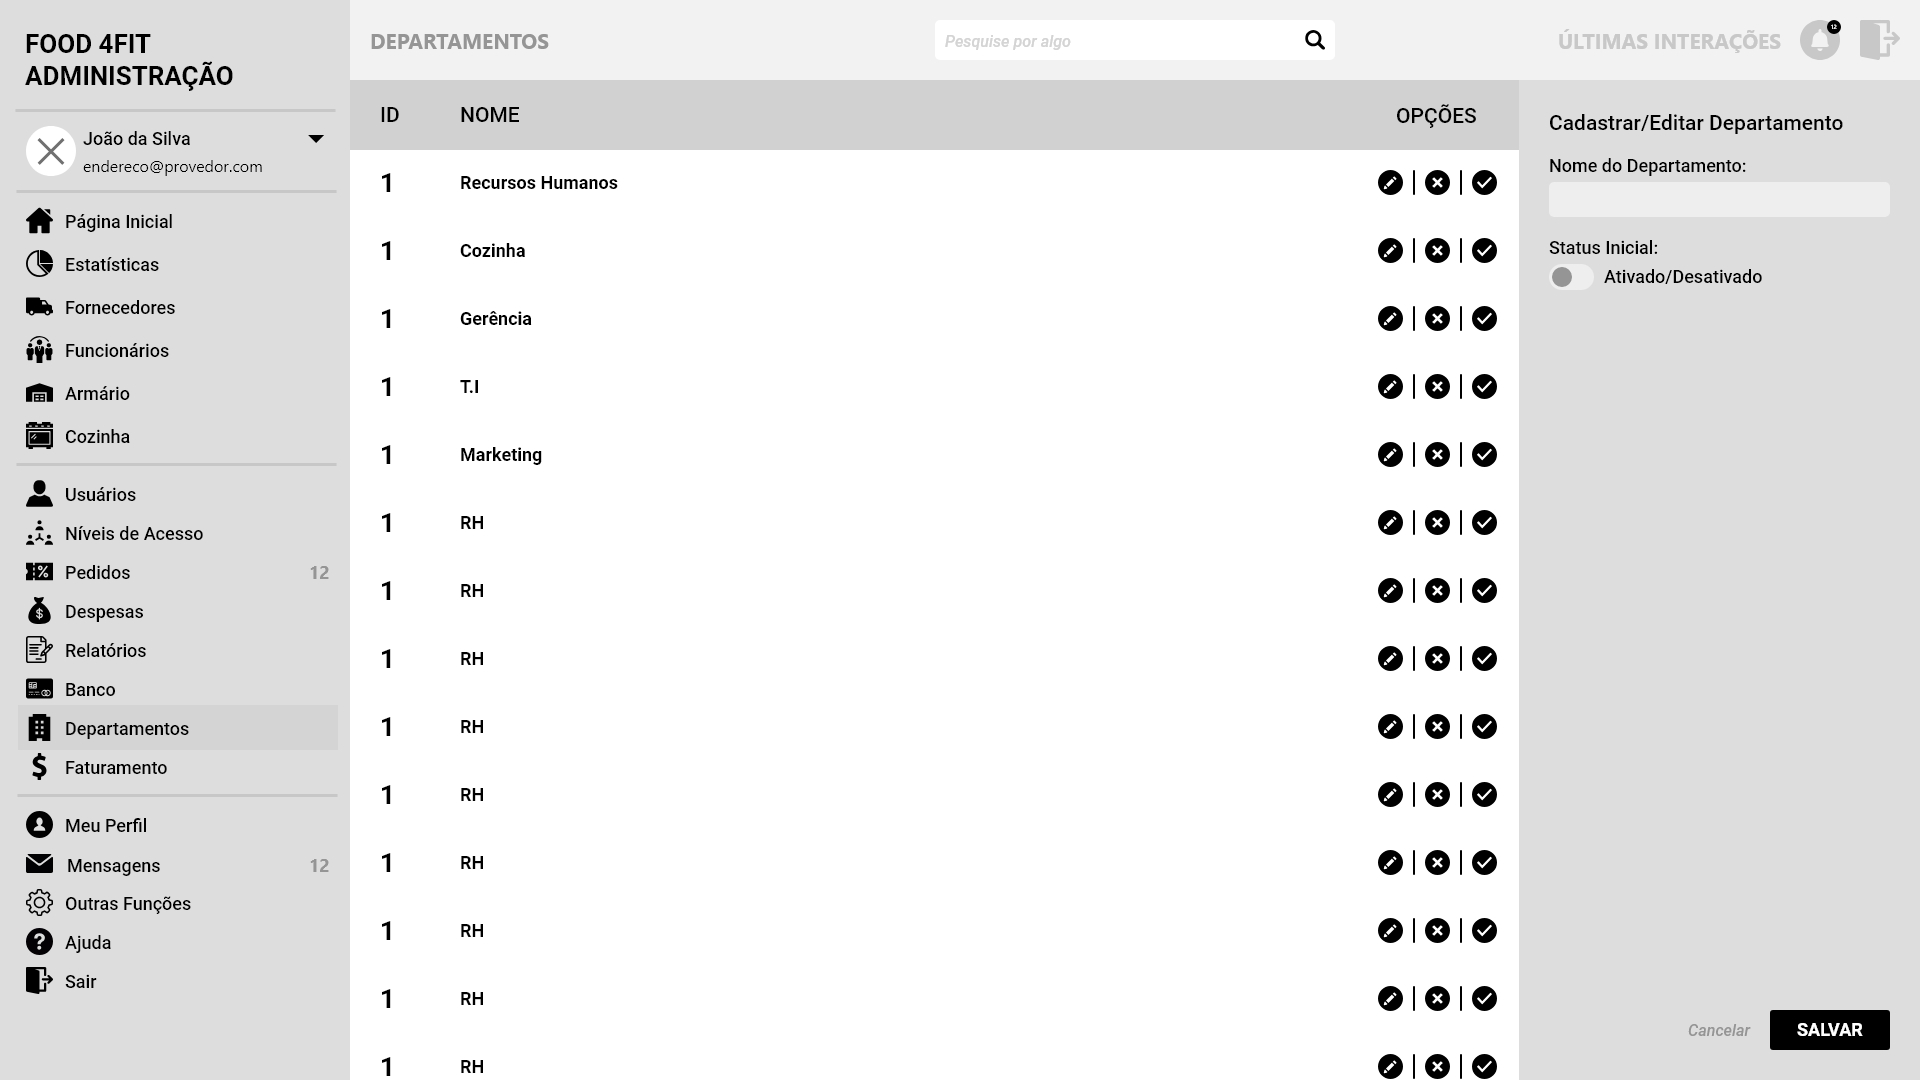 FOOD 4FIT
ADMINISTRAÇÃO
João da Silva
endereco@provedor.com
Página Inicial
Estatísticas
Fornecedores
Funcionários
Armário
Cozinha
Usuários
Níveis de Acesso
Pedidos 12
Despesas
Relatórios
Banco
Departamentos
Faturamento
Meu Perfil
Mensagens 12
Outras Funções
Ajuda
Sair
DEPARTAMENTOS
Pesquise por algo
ÚLTIMAS INTERAÇÕES
12
ID NOME OPÇÕES
1 Recursos Humanos
1 Cozinha
1 Gerência
1 T.I
1 Marketing
1 RH
1 RH
1 RH
1 RH
1 RH
1 RH
1 RH
1 RH
1 RH
Cadastrar/Editar Departamento
Nome do Departamento:
Status Inicial:
Ativado/Desativado
Cancelar
SALVAR